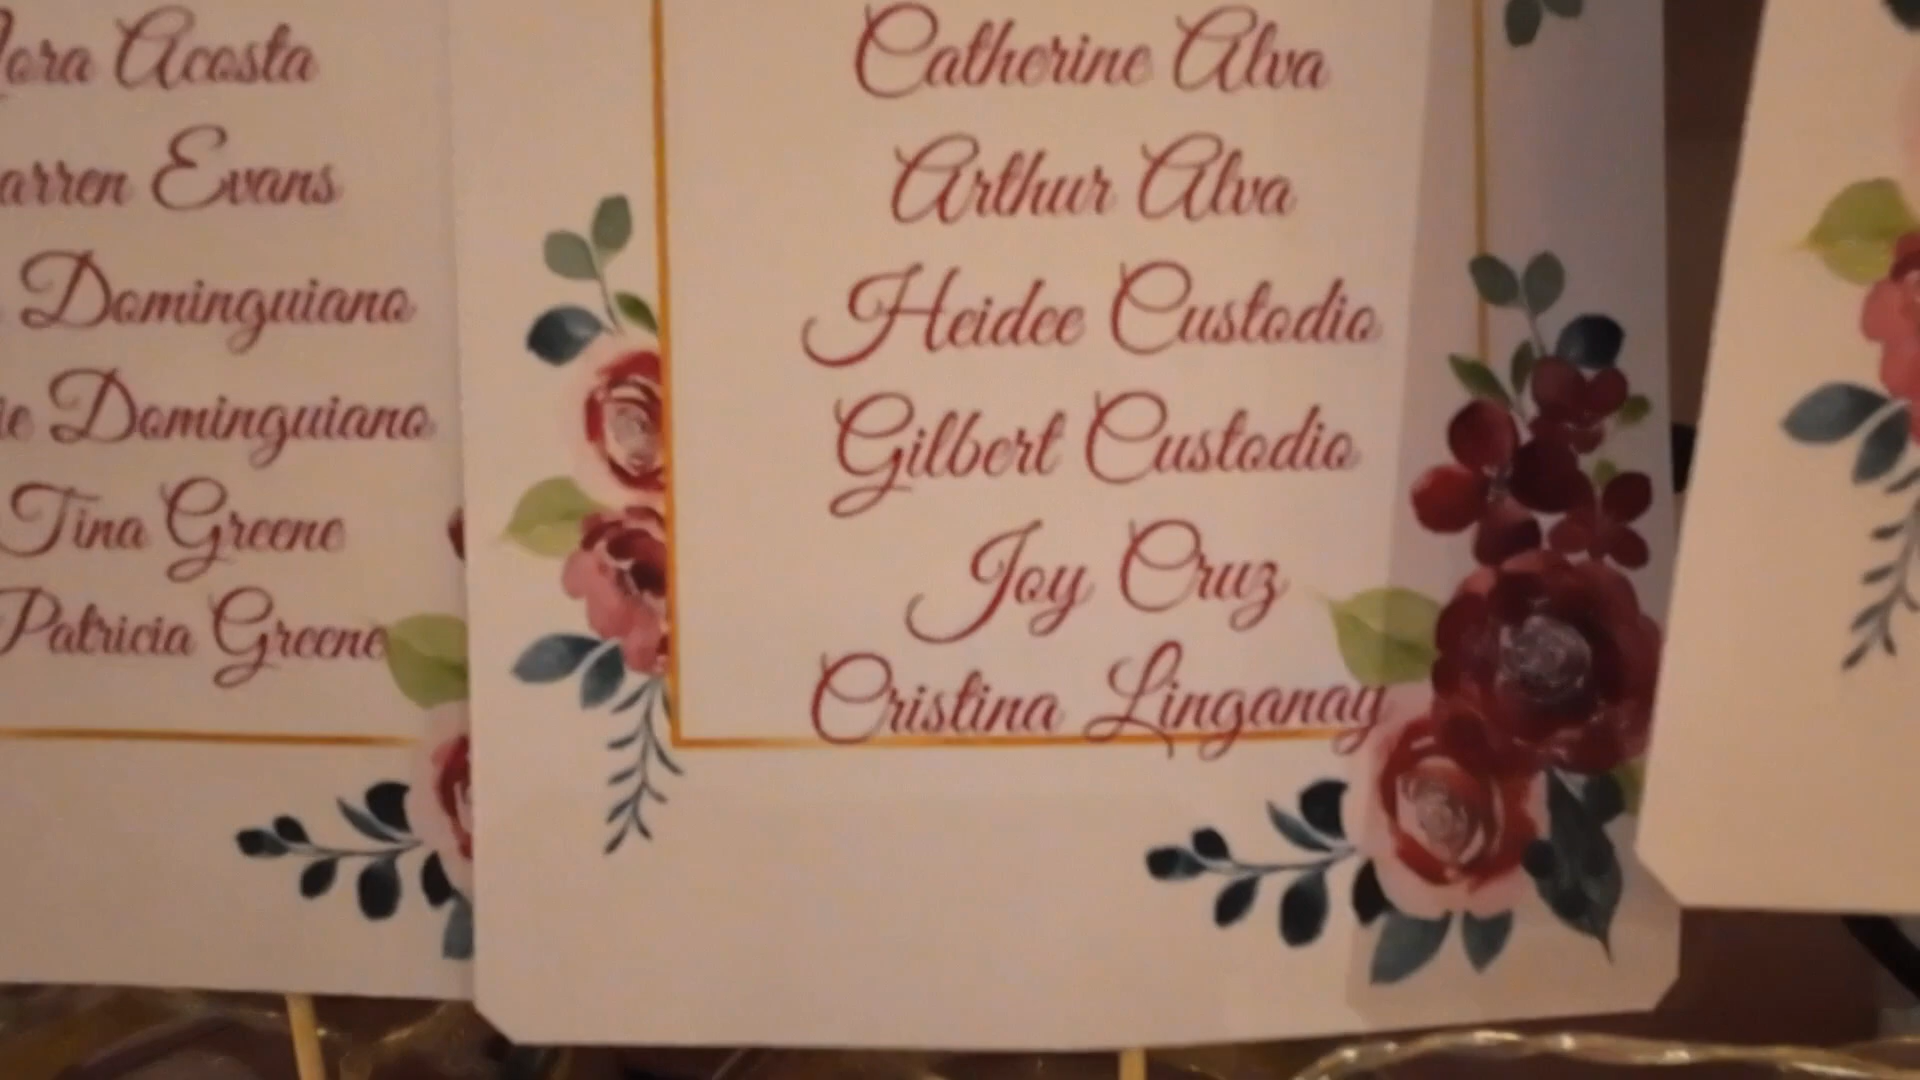 Acosta
Evans
Dominguiano
Dominguiano
Tina Greene
Patricia Greene
Catherine Alva
Arthur Alva
Heidee Custodio
Gilbert Custodio
Joy Cruz
Cristina Linganay